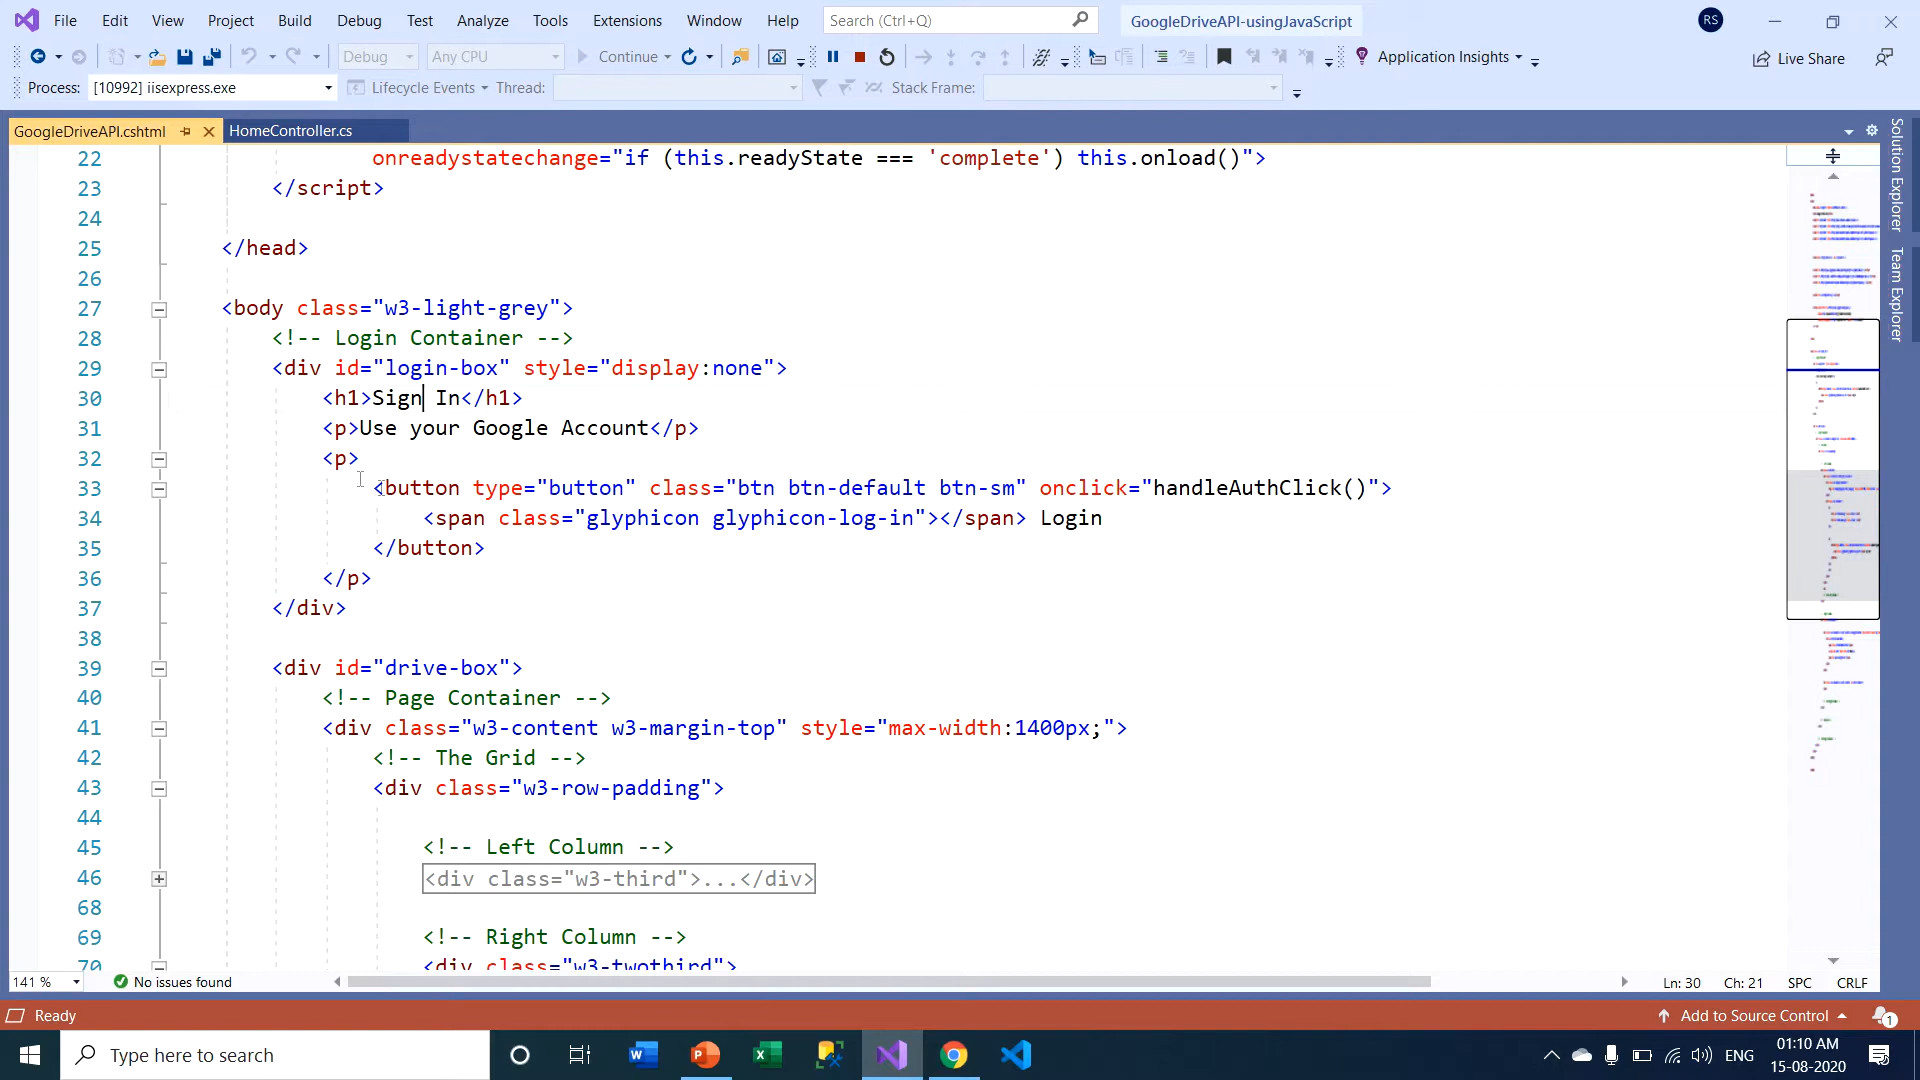 File Edit View Project Build Debug Test Analyze Tools Extensions Window Help Search (Ctrl+Q) GoogleDriveAPI-usingJavaScript RS
Debug Any CPU Continue Application Insights Live Share
Process: [10992] iisexpress.exe Lifecycle Events Thread: Stack Frame:
GoogleDriveAPI.cshtml HomeController.cs
Solution Explorer
Team Explorer
22 onreadystatechange="if (this.readyState === 'complete') this.onload()">
23 </script>
24
25 </head>
26
27 <body class="w3-light-grey">
28 <!-- Login Container -->
29 <div id="login-box" style="display:none">
30 <h1>Sign In</h1>
31 <p>Use your Google Account</p>
32 <p>
33 <button type="button" class="btn btn-default btn-sm" onclick="handleAuthClick()">
34 <span class="glyphicon glyphicon-log-in"></span> Login
35 </button>
36 </p>
37 </div>
38
39 <div id="drive-box">
40 <!-- Page Container -->
41 <div class="w3-content w3-margin-top" style="max-width:1400px;">
42 <!-- The Grid -->
43 <div class="w3-row-padding">
44
45 <!-- Left Column -->
46 <div class="w3-third">...</div>
68
69 <!-- Right Column -->
70 <div class="w3-twothird">
141 % No issues found Ln: 30 Ch: 21 SPC CRLF
Ready Add to Source Control 1
Type here to search ENG 01:10 AM
15-08-2020